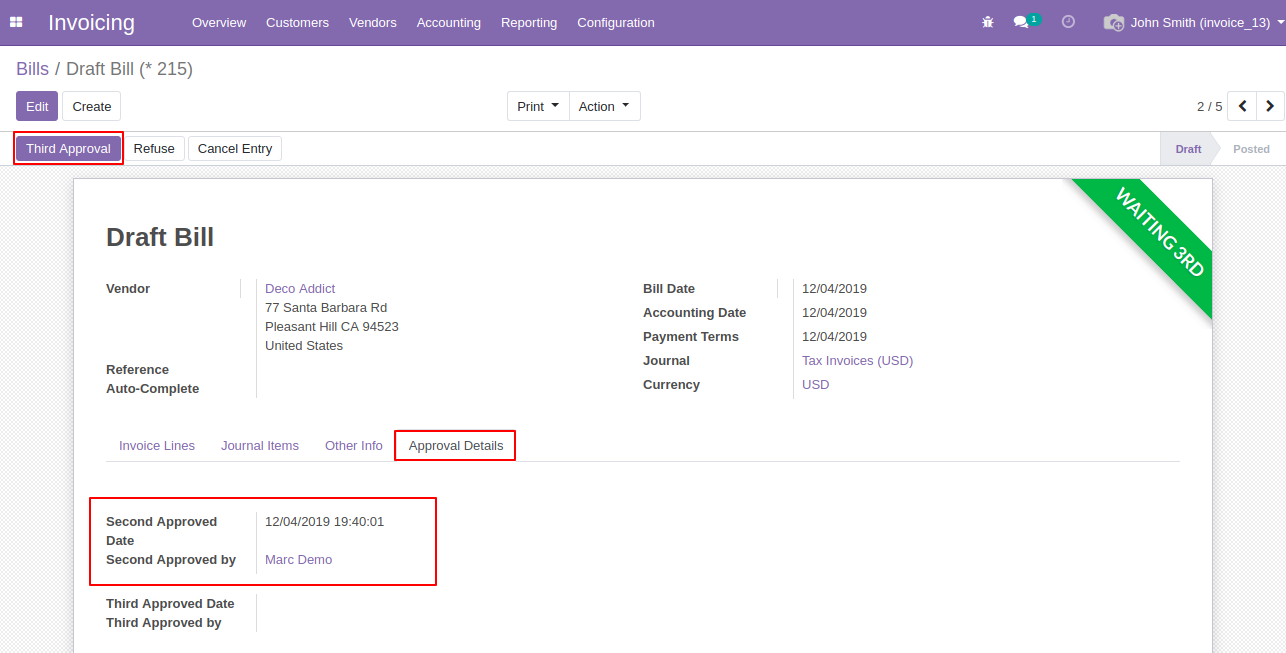 Invoicing Overview Customers Vendors Accounting Reporting Configuration 1 John Smith (invoice_13)
Bills / Draft Bill (* 215)
Edit Create Print Action 2 / 5
Third Approval Refuse Cancel Entry Draft Posted
WAITING 3RD
Draft Bill
Vendor Deco Addict
77 Santa Barbara Rd
Pleasant Hill CA 94523
United States
Reference
Auto-Complete
Bill Date 12/04/2019
Accounting Date 12/04/2019
Payment Terms 12/04/2019
Journal Tax Invoices (USD)
Currency USD
Invoice Lines Journal Items Other Info Approval Details
Second Approved 12/04/2019 19:40:01
Date
Second Approved by Marc Demo
Third Approved Date
Third Approved by